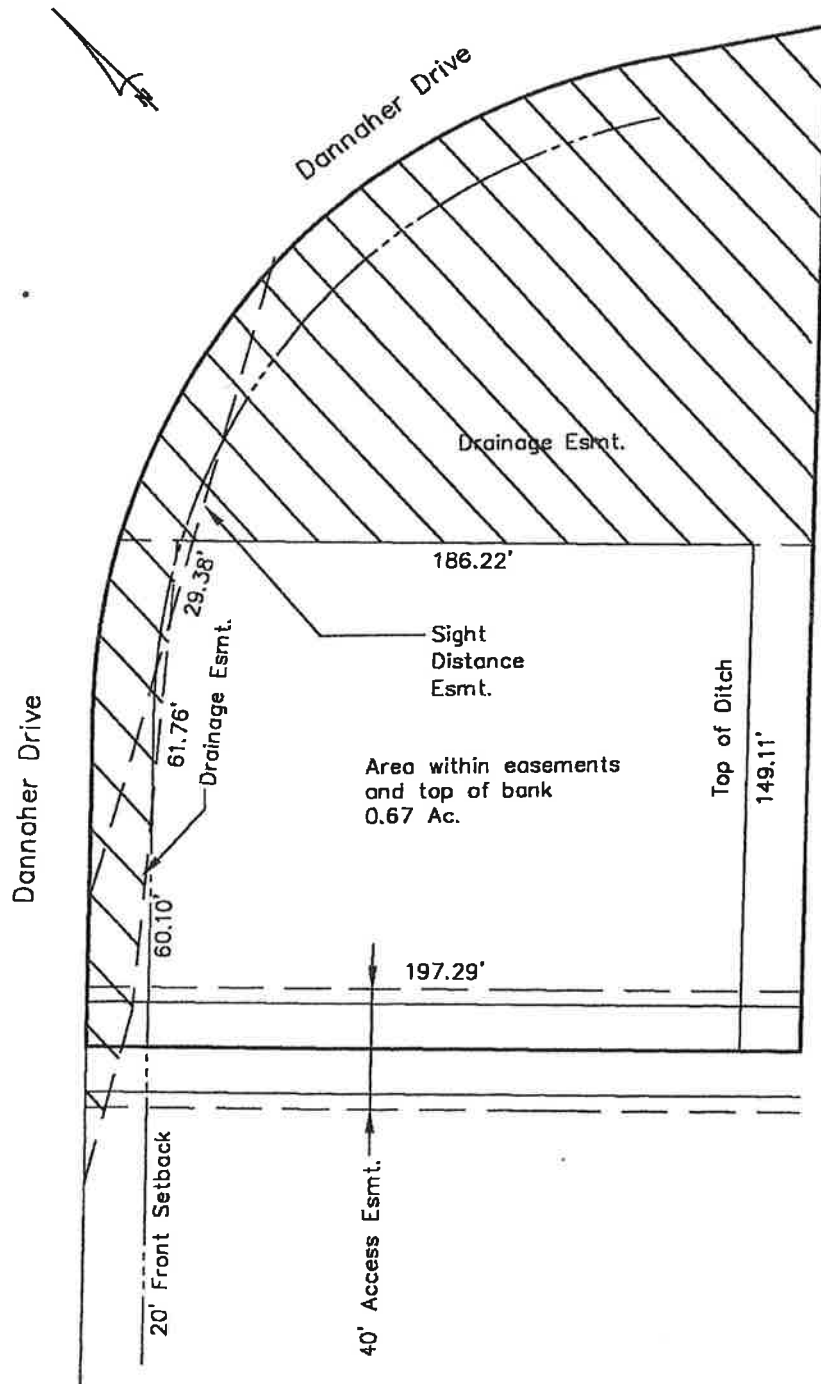 N
Dannaher Drive
Drainage Esmt.
186.22'
29.38'
Sight
Distance
Esmt.
Drainage Esmt.
61.76'
Dannaher Drive
Top of Ditch
149.11'
Area within easements
and top of bank
0.67 Ac.
60.10'
197.29'
20' Front Setback
40' Access Esmt.